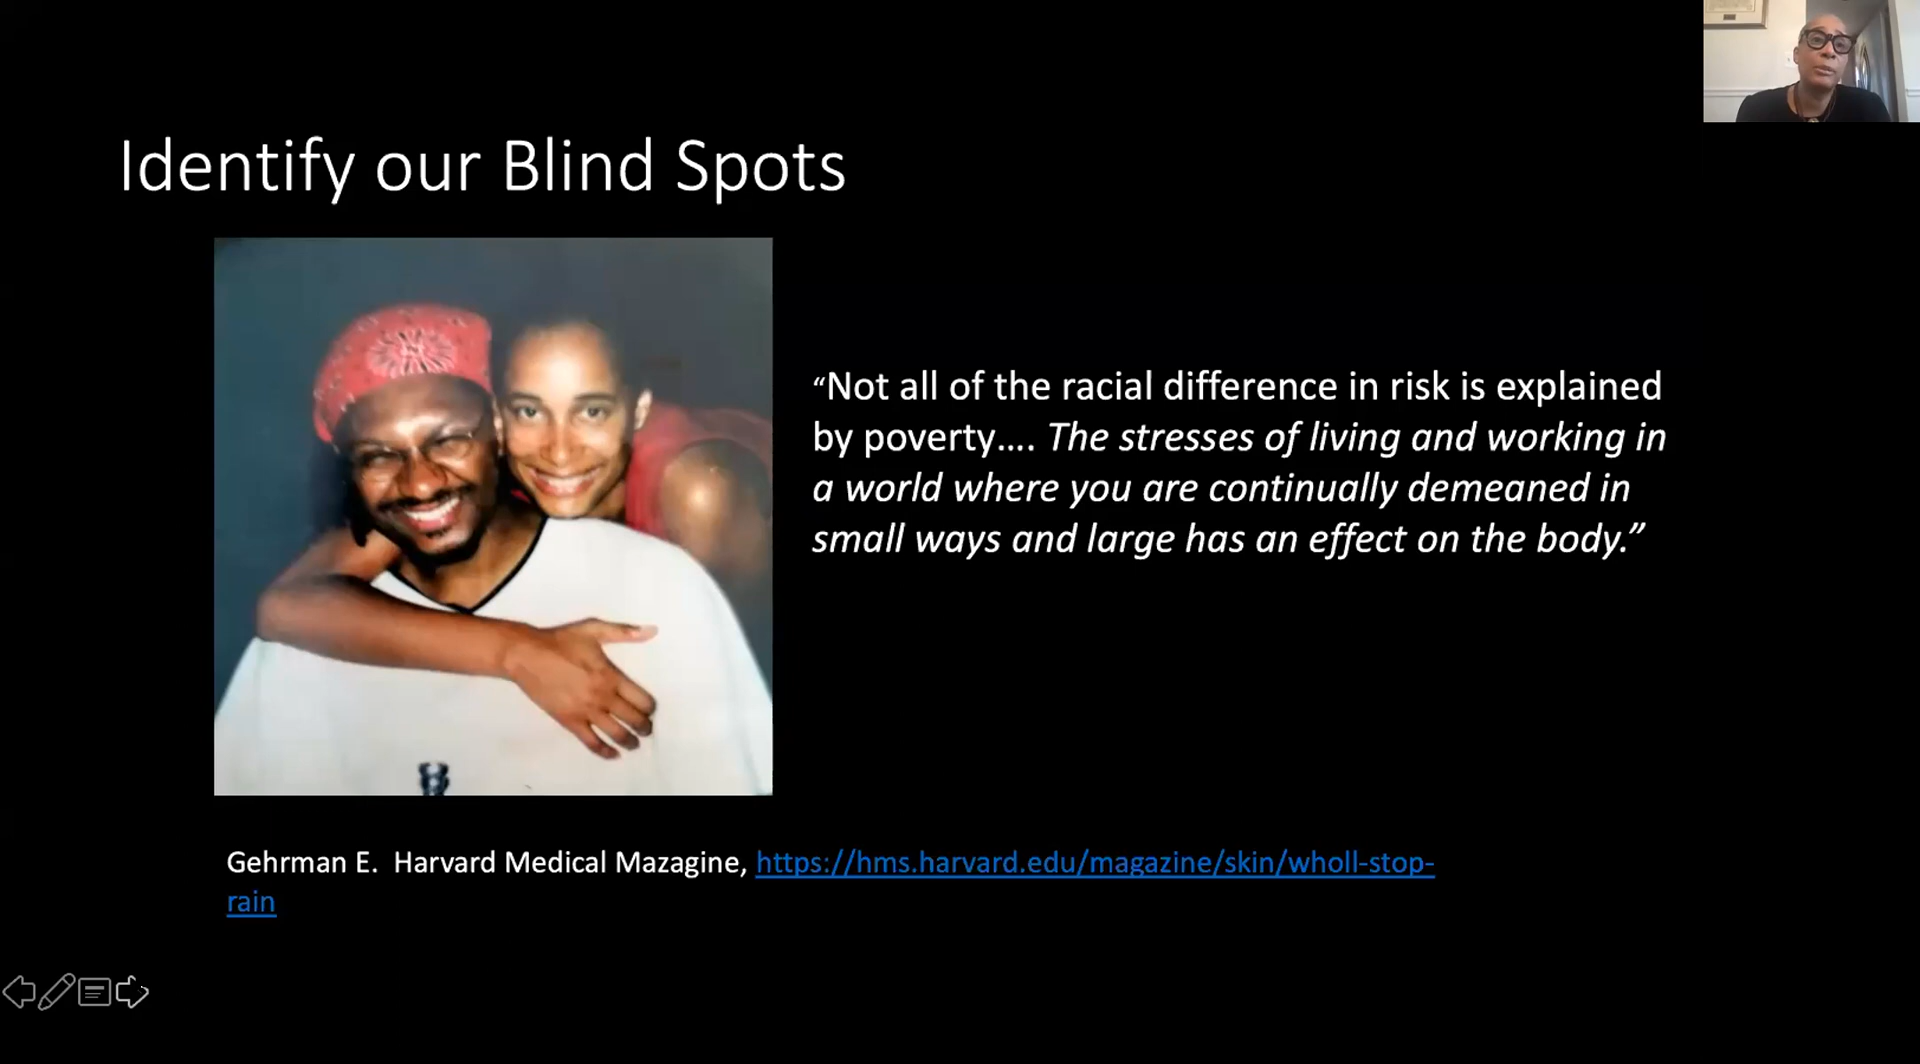 Identify our Blind Spots
“Not all of the racial difference in risk is explained
by poverty…. The stresses of living and working in
a world where you are continually demeaned in
small ways and large has an effect on the body.”
Gehrman E.  Harvard Medical Mazagine, https://hms.harvard.edu/magazine/skin/wholl-stop-
rain